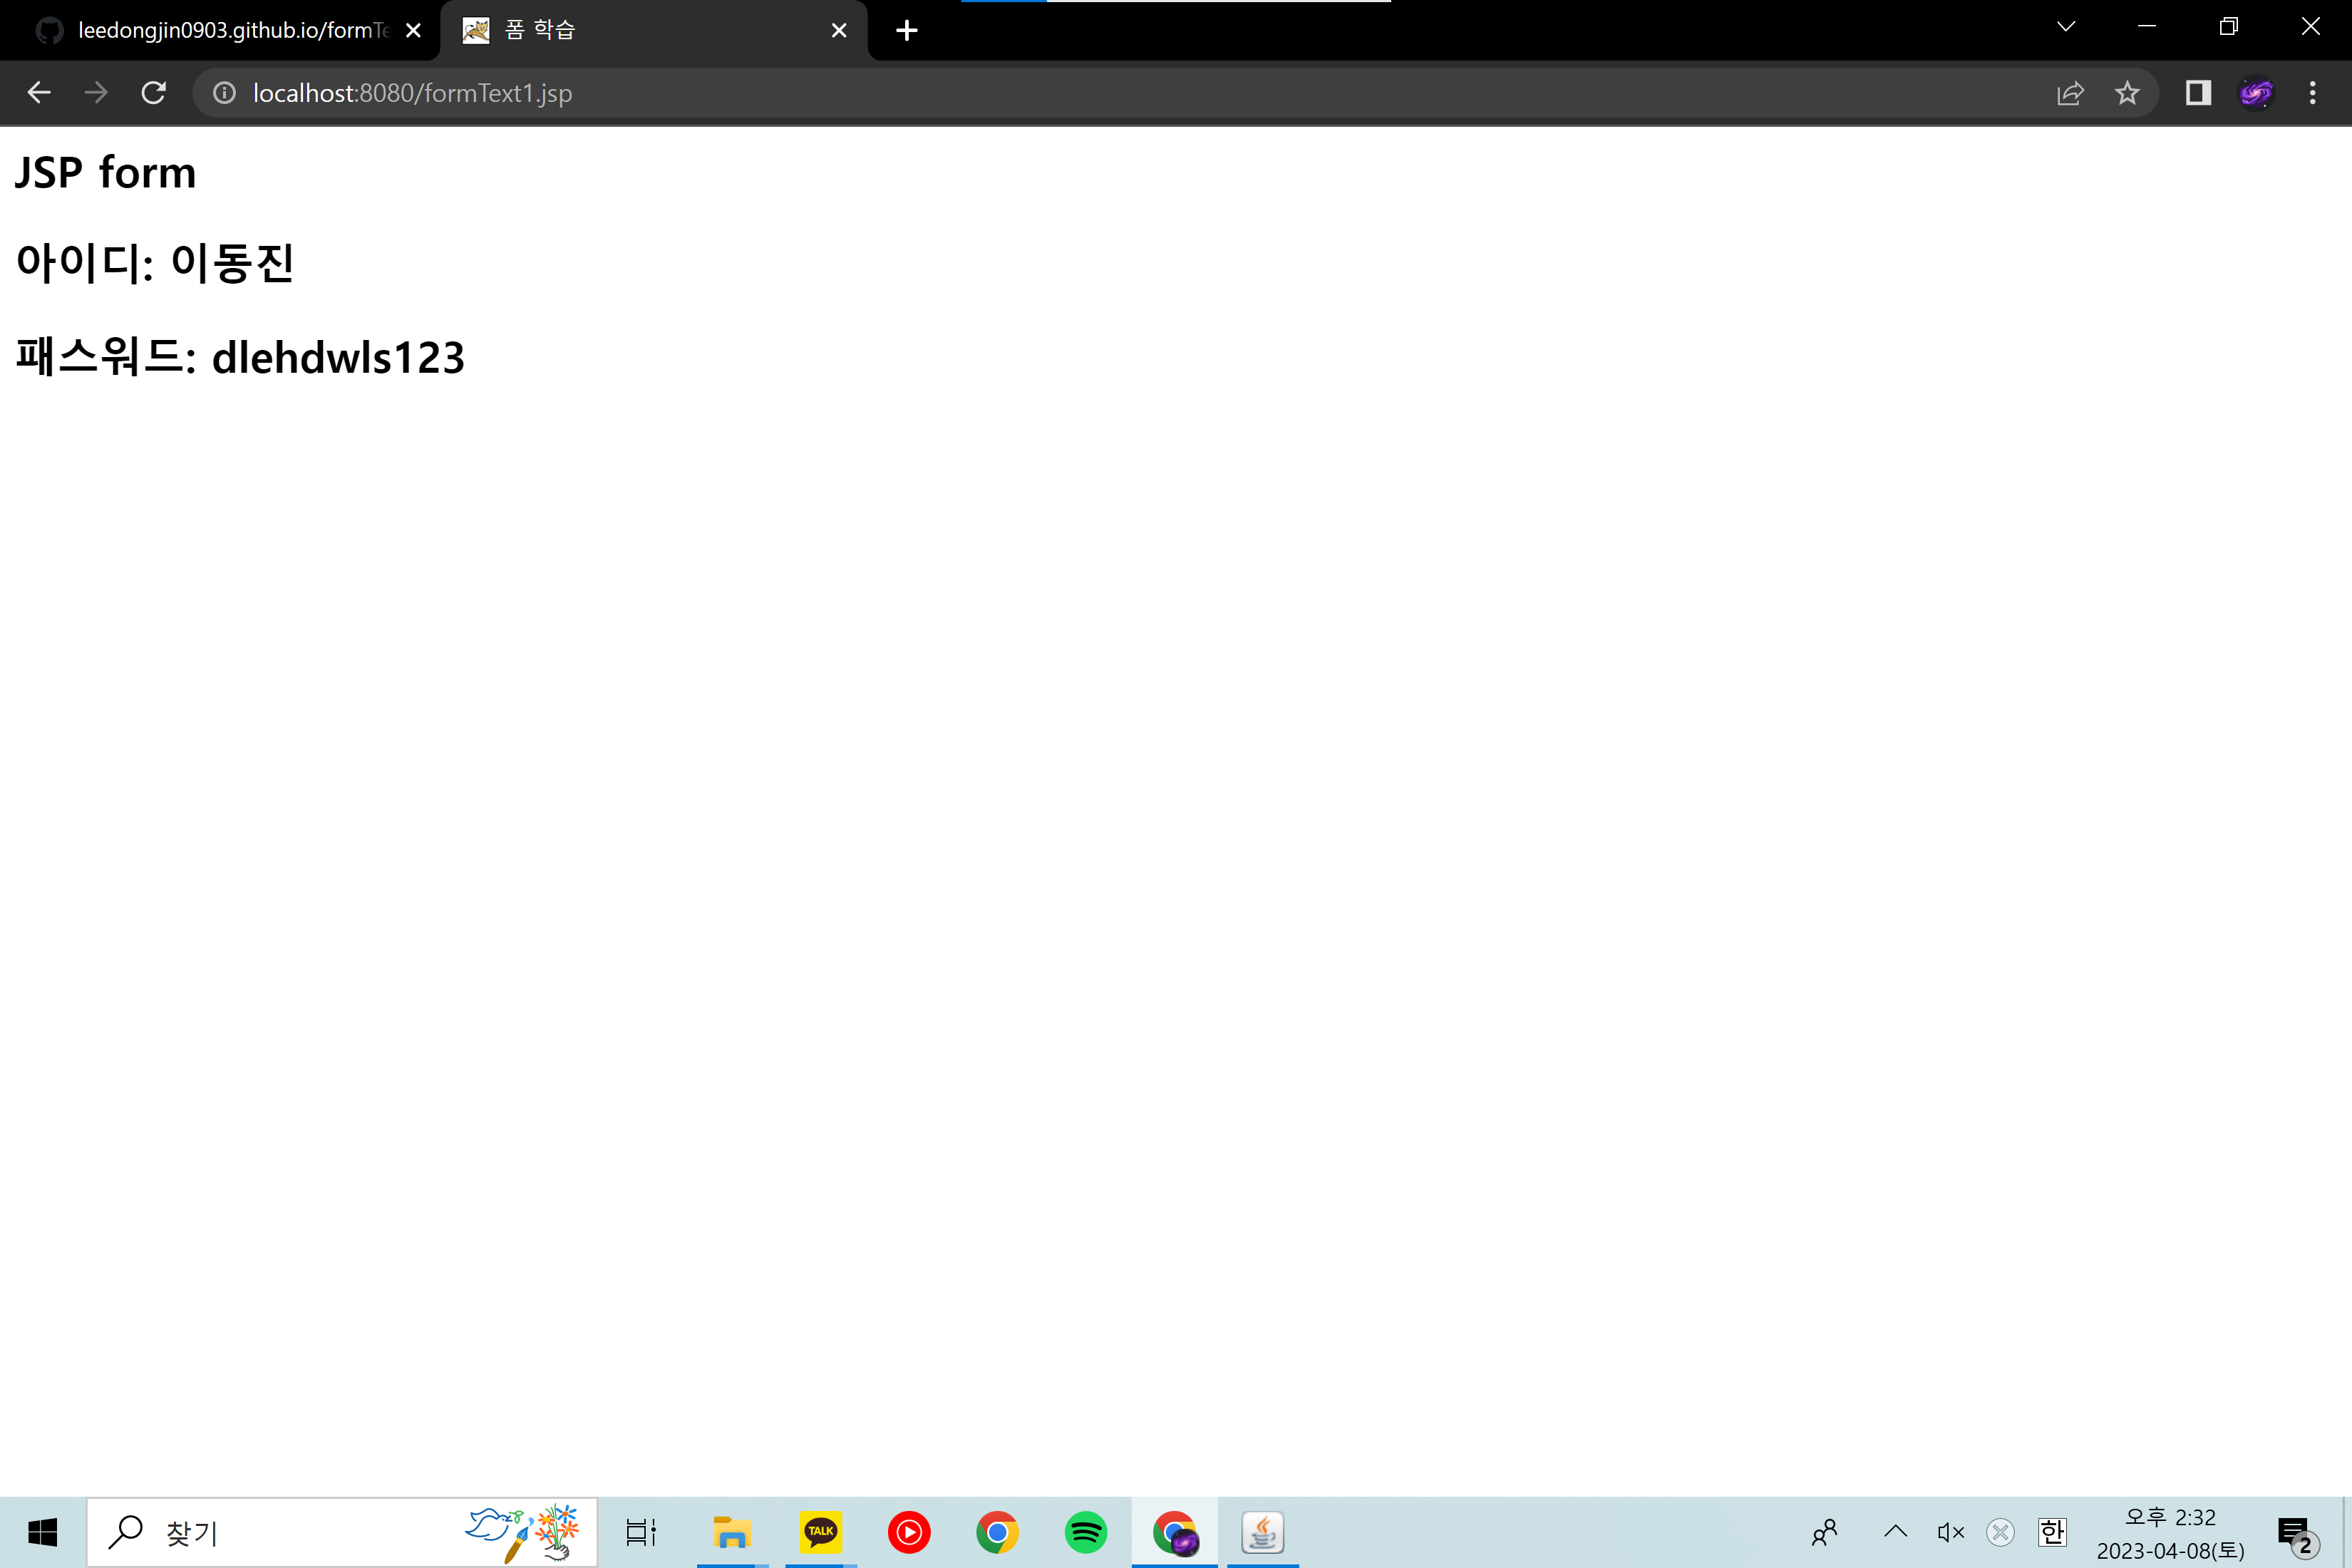 leedongjin0903.github.io/formTe
폼 학습
localhost:8080/formText1.jsp
JSP form
아이디: 이동진
패스워드: dlehdwls123
찾기
TALK
한
오후 2:32
2023-04-08(토)
2